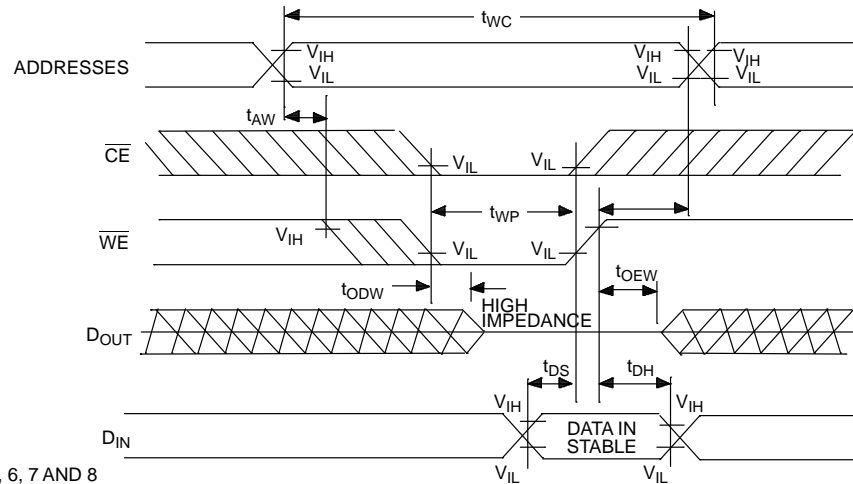 tWC
VIH VIH
ADDRESSES
VIL VIL VIH
VIL
tAW
CE
VIL VIL
tWP
WE VIH
VIL VIL
tOEW
tODW HIGH
IMPEDANCE
DOUT
tDS tDH
VIH VIH
DIN DATA IN
STABLE
VIL VIL
, 6, 7 AND 8